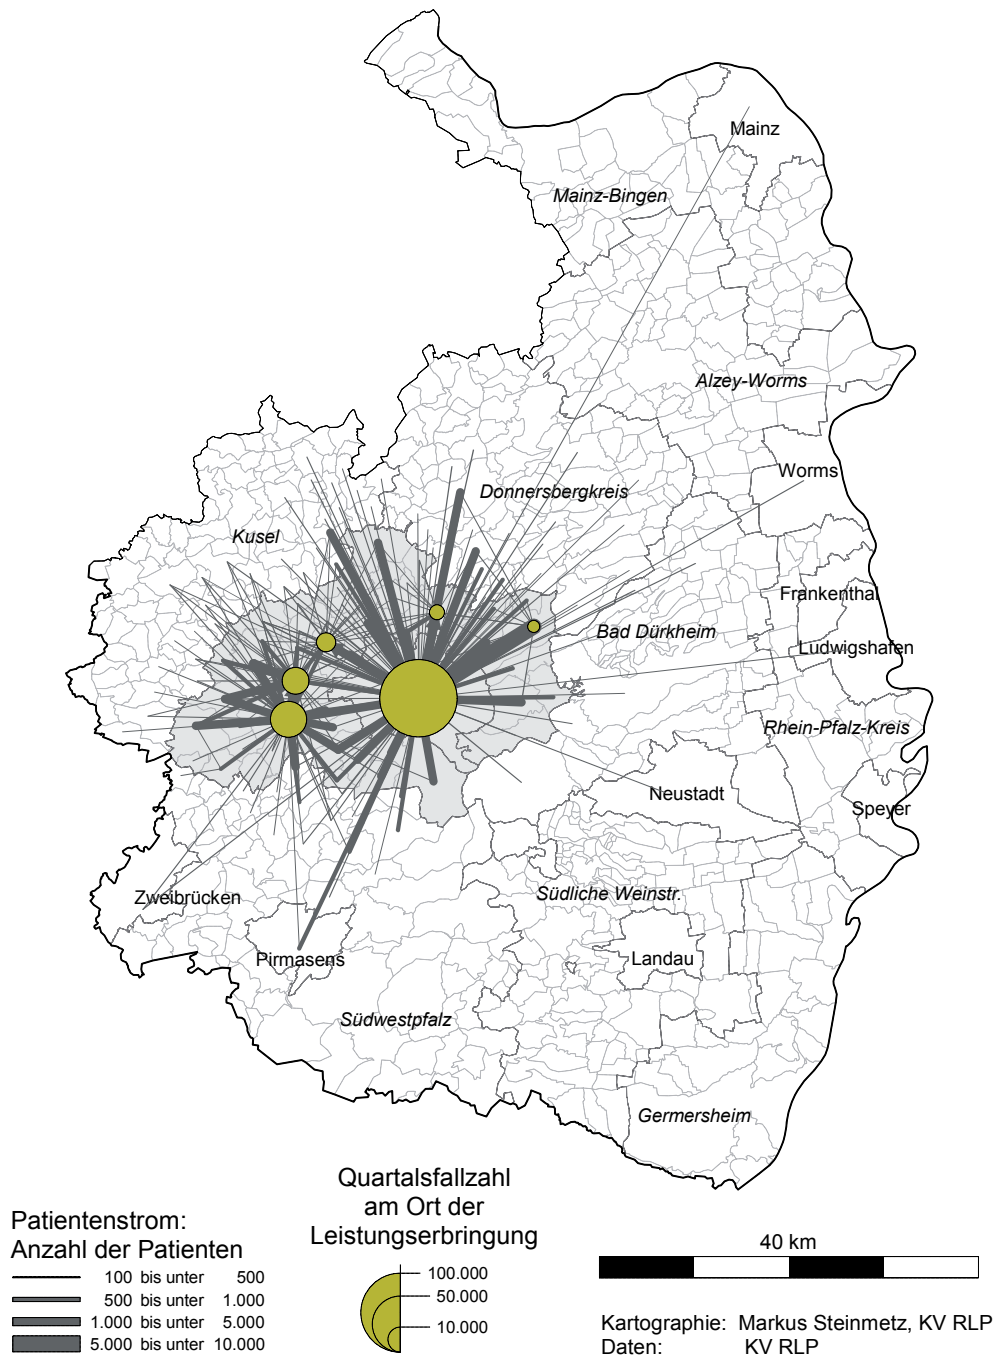 Mainz
Mainz-Bingen
Alzey-Worms
Worms
Donnersbergkreis
Kusel
Frankenthal
Bad Dürkheim
Ludwigshafen
Rhein-Pfalz-Kreis
Neustadt
Speyer
Zweibrücken
Südliche Weinstr.
Pirmasens
Landau
Südwestpfalz
Germersheim
Patientenstrom:
Anzahl der Patienten
100 bis unter 500
500 bis unter 1.000
1.000 bis unter 5.000
5.000 bis unter 10.000
Quartalsfallzahl
am Ort der
Leistungserbringung
100.000
50.000
10.000
40 km
Kartographie: Markus Steinmetz, KV RLP
Daten: KV RLP